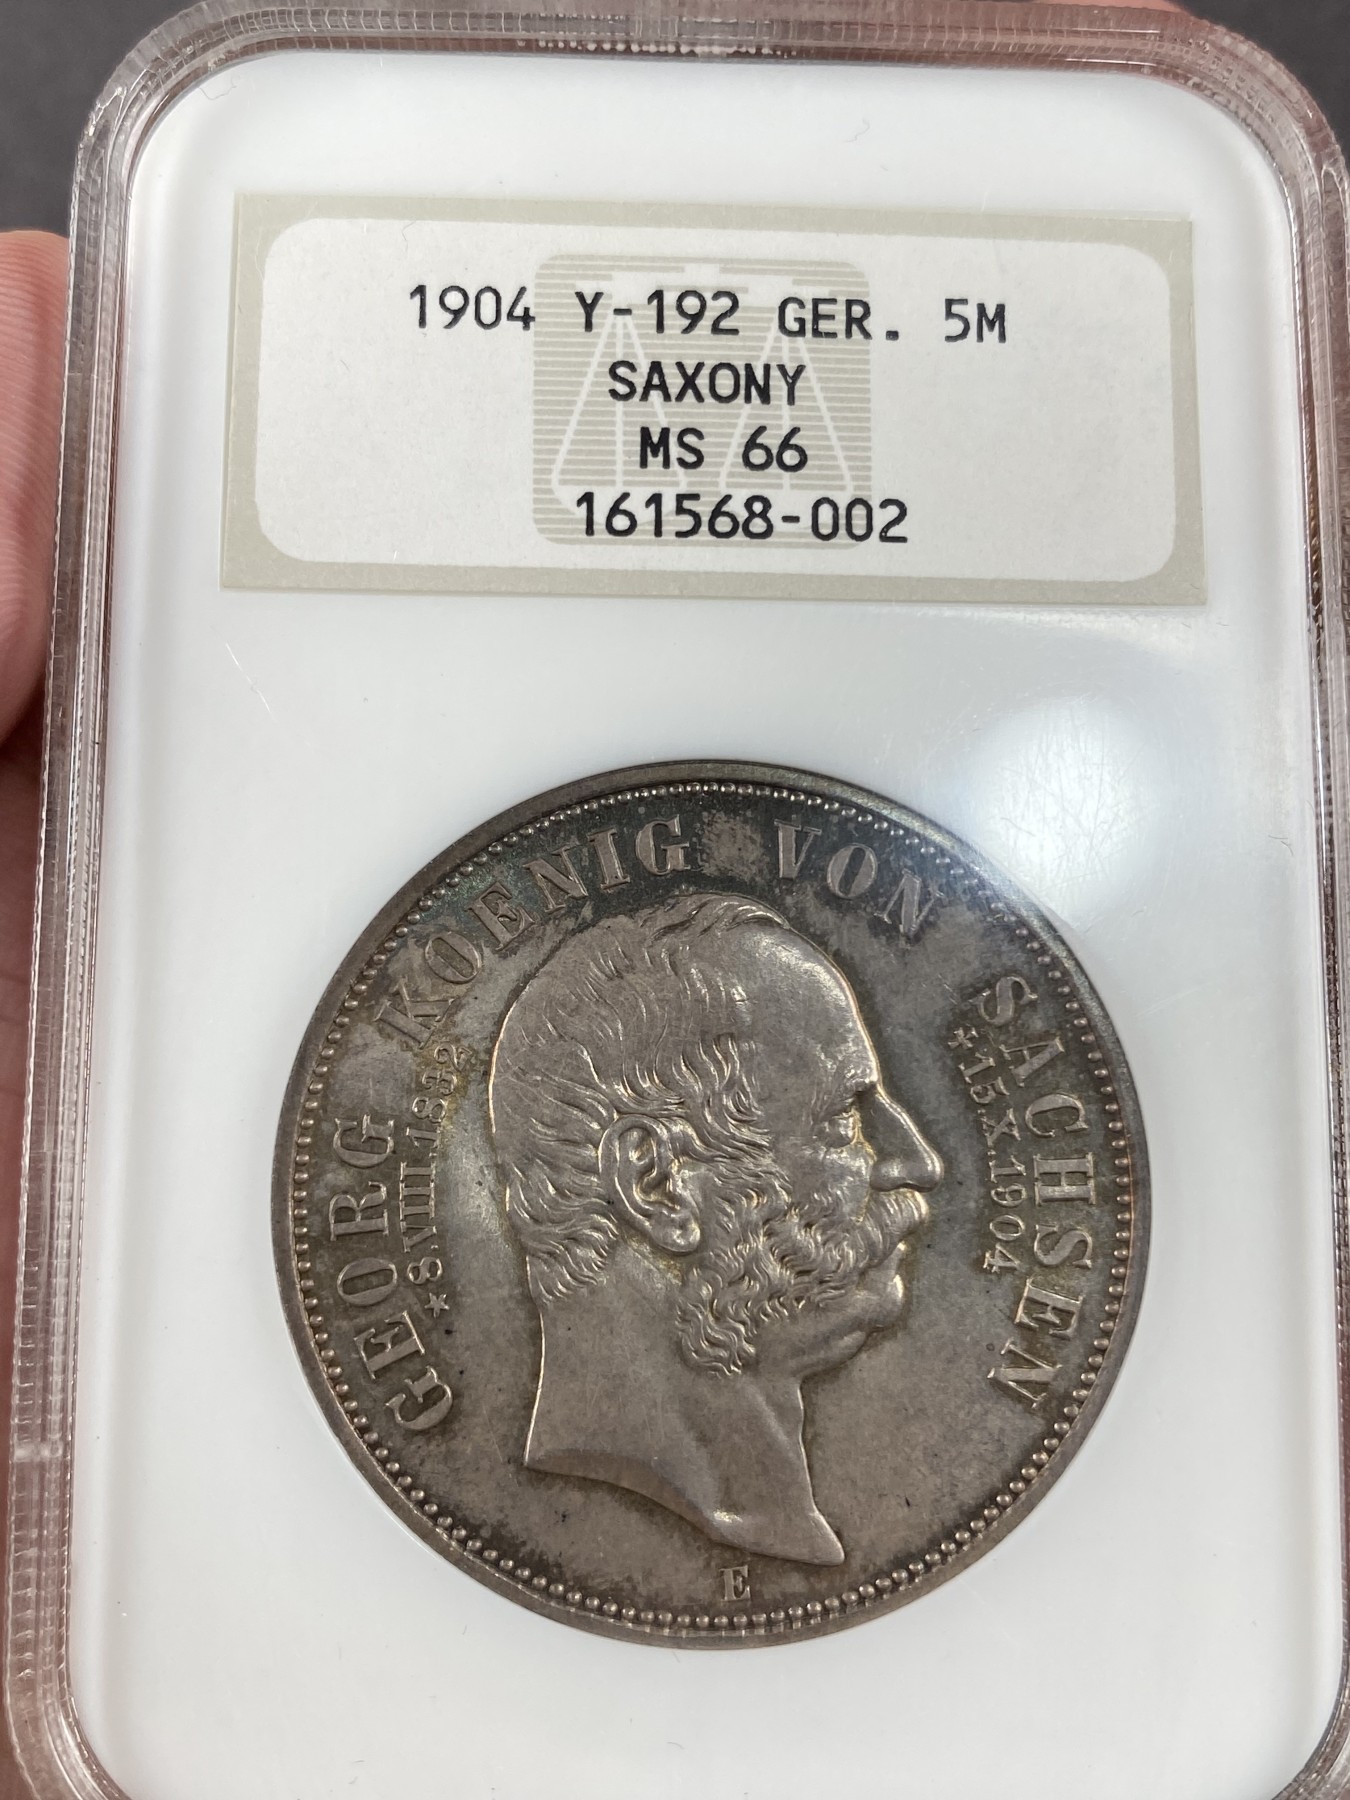 1904 Y-192 GER. 5M
SAXONY
MS 66
161568-002
GEORG KOENIG VON SACHSEN
*8.VIII.1832
✝15.X.1904
E